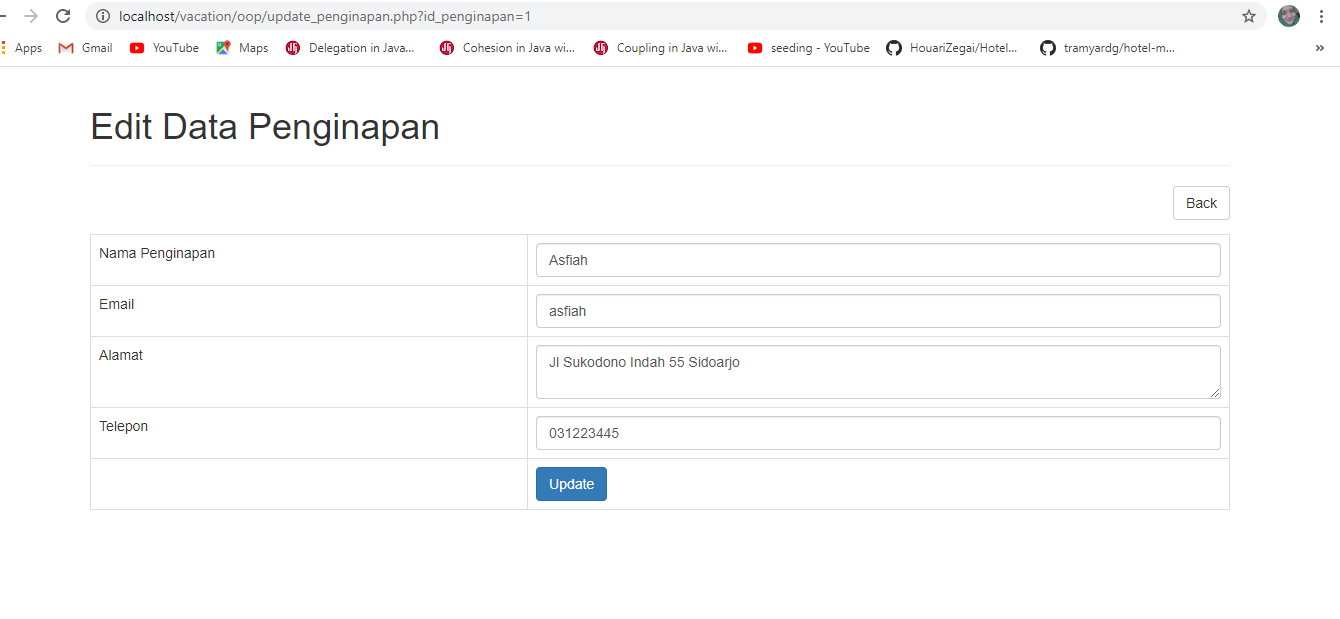 localhost/vacation/oop/update_penginapan.php?id_penginapan=1
Apps Gmail YouTube Maps Delegation in Java... Cohesion in Java wi... Coupling in Java wi... seeding - YouTube HouariZegai/Hotel... tramyardg/hotel-m... »
Edit Data Penginapan
Back
Nama Penginapan Asfiah
Email asfiah
Alamat Jl Sukodono Indah 55 Sidoarjo
Telepon 031223445
Update